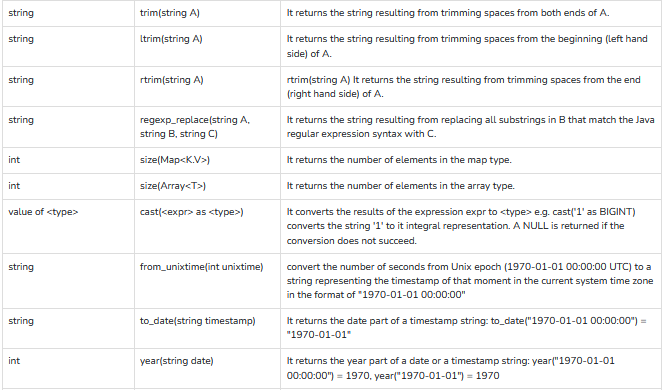 string trim(string A) It returns the string resulting from trimming spaces from both ends of A.
string ltrim(string A) It returns the string resulting from trimming spaces from the beginning (left hand
side) of A.
string rtrim(string A) rtrim(string A) It returns the string resulting from trimming spaces from the end
(right hand side) of A.
string regexp_replace(string A, It returns the string resulting from replacing all substrings in B that match the Java
string B, string C) regular expression syntax with C.
int size(Map<K.V>) It returns the number of elements in the map type.
int size(Array<T>) It returns the number of elements in the array type.
value of <type> cast(<expr> as <type>) It converts the results of the expression expr to <type> e.g. cast('1' as BIGINT)
converts the string '1' to it integral representation. A NULL is returned if the
conversion does not succeed.
string from_unixtime(int unixtime) convert the number of seconds from Unix epoch (1970-01-01 00:00:00 UTC) to a
string representing the timestamp of that moment in the current system time zone
in the format of "1970-01-01 00:00:00"
string to_date(string timestamp) It returns the date part of a timestamp string: to_date("1970-01-01 00:00:00") =
"1970-01-01"
int year(string date) It returns the year part of a date or a timestamp string: year("1970-01-01
00:00:00") = 1970, year("1970-01-01") = 1970